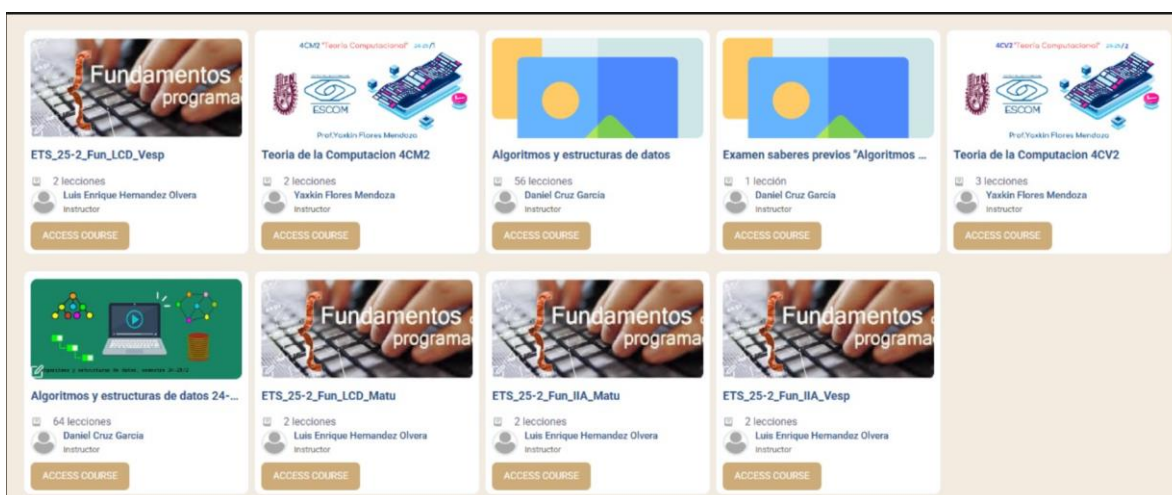 Fundamentos
programa
ETS_25-2_Fun_LCD_Vesp
2 lecciones
Luis Enrique Hernandez Olvera
Instructor
ACCESS COURSE
4CM2 "Teoría Computacional"
ESCOM
Prof.Yaxkin Flores Mendoza
Teoria de la Computacion 4CM2
2 lecciones
Yaxkin Flores Mendoza
Instructor
ACCESS COURSE
Algoritmos y estructuras de datos
56 lecciones
Daniel Cruz García
Instructor
ACCESS COURSE
Examen saberes previos "Algoritmos ...
1 lección
Daniel Cruz García
Instructor
ACCESS COURSE
4CV2 "Teoría Computacional"
ESCOM
Prof.Yaxkin Flores Mendoza
Teoria de la Computacion 4CV2
3 lecciones
Yaxkin Flores Mendoza
Instructor
ACCESS COURSE
Algoritmos y estructuras de datos 24-...
64 lecciones
Daniel Cruz García
Instructor
ACCESS COURSE
Fundamentos
programa
ETS_25-2_Fun_LCD_Matu
2 lecciones
Luis Enrique Hernandez Olvera
Instructor
ACCESS COURSE
Fundamentos
programa
ETS_25-2_Fun_IIA_Matu
2 lecciones
Luis Enrique Hernandez Olvera
Instructor
ACCESS COURSE
Fundamentos
programa
ETS_25-2_Fun_IIA_Vesp
2 lecciones
Luis Enrique Hernandez Olvera
Instructor
ACCESS COURSE